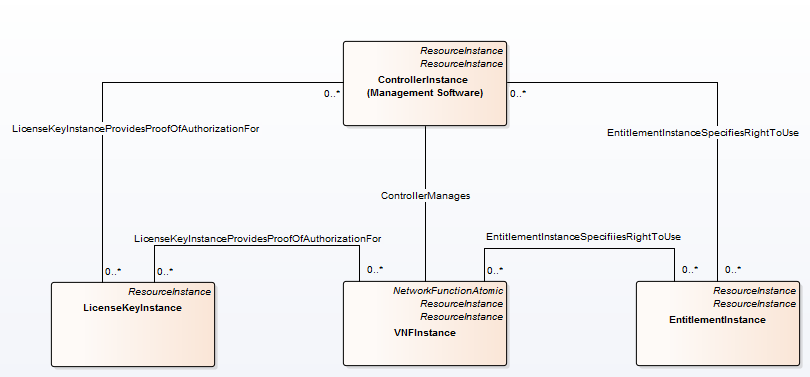 ResourceInstance
ResourceInstance
ControllerInstance
(Management Software)
0..*
0..*
LicenseKeyInstanceProvidesProofOfAuthorizationFor
EntitlementInstanceSpecifiesRightToUse
ControllerManages
LicenseKeyInstanceProvidesProofOfAuthorizationFor
EntitlementInstanceSpecifiiesRightToUse
0..*
0..*
0..*
0..*
0..*
0..*
ResourceInstance
LicenseKeyInstance
NetworkFunctionAtomic
ResourceInstance
ResourceInstance
VNFInstance
ResourceInstance
ResourceInstance
EntitlementInstance